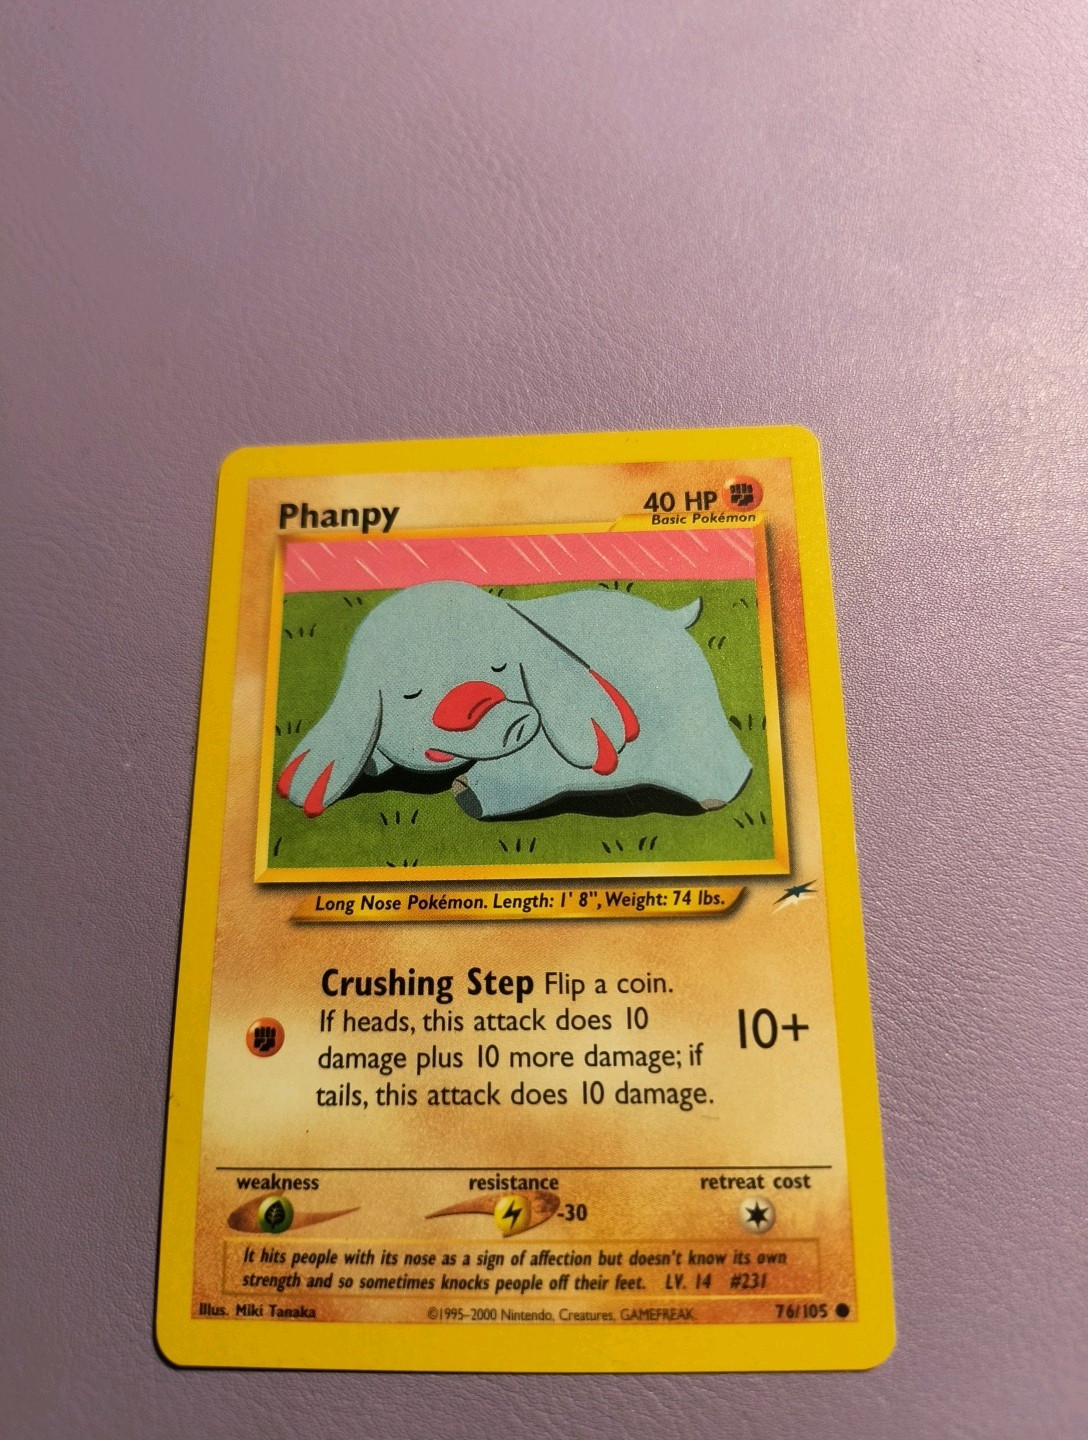 Phanpy
40 HP
Basic Pokémon
Long Nose Pokémon. Length: 1' 8", Weight: 74 lbs.
Crushing Step Flip a coin.
If heads, this attack does 10
damage plus 10 more damage; if
tails, this attack does 10 damage.
10+
weakness resistance retreat cost
-30
It hits people with its nose as a sign of affection but doesn't know its own
strength and so sometimes knocks people off their feet. LV. 14 #231
Illus. Miki Tanaka ©1995–2000 Nintendo, Creatures, GAMEFREAK. 76/105